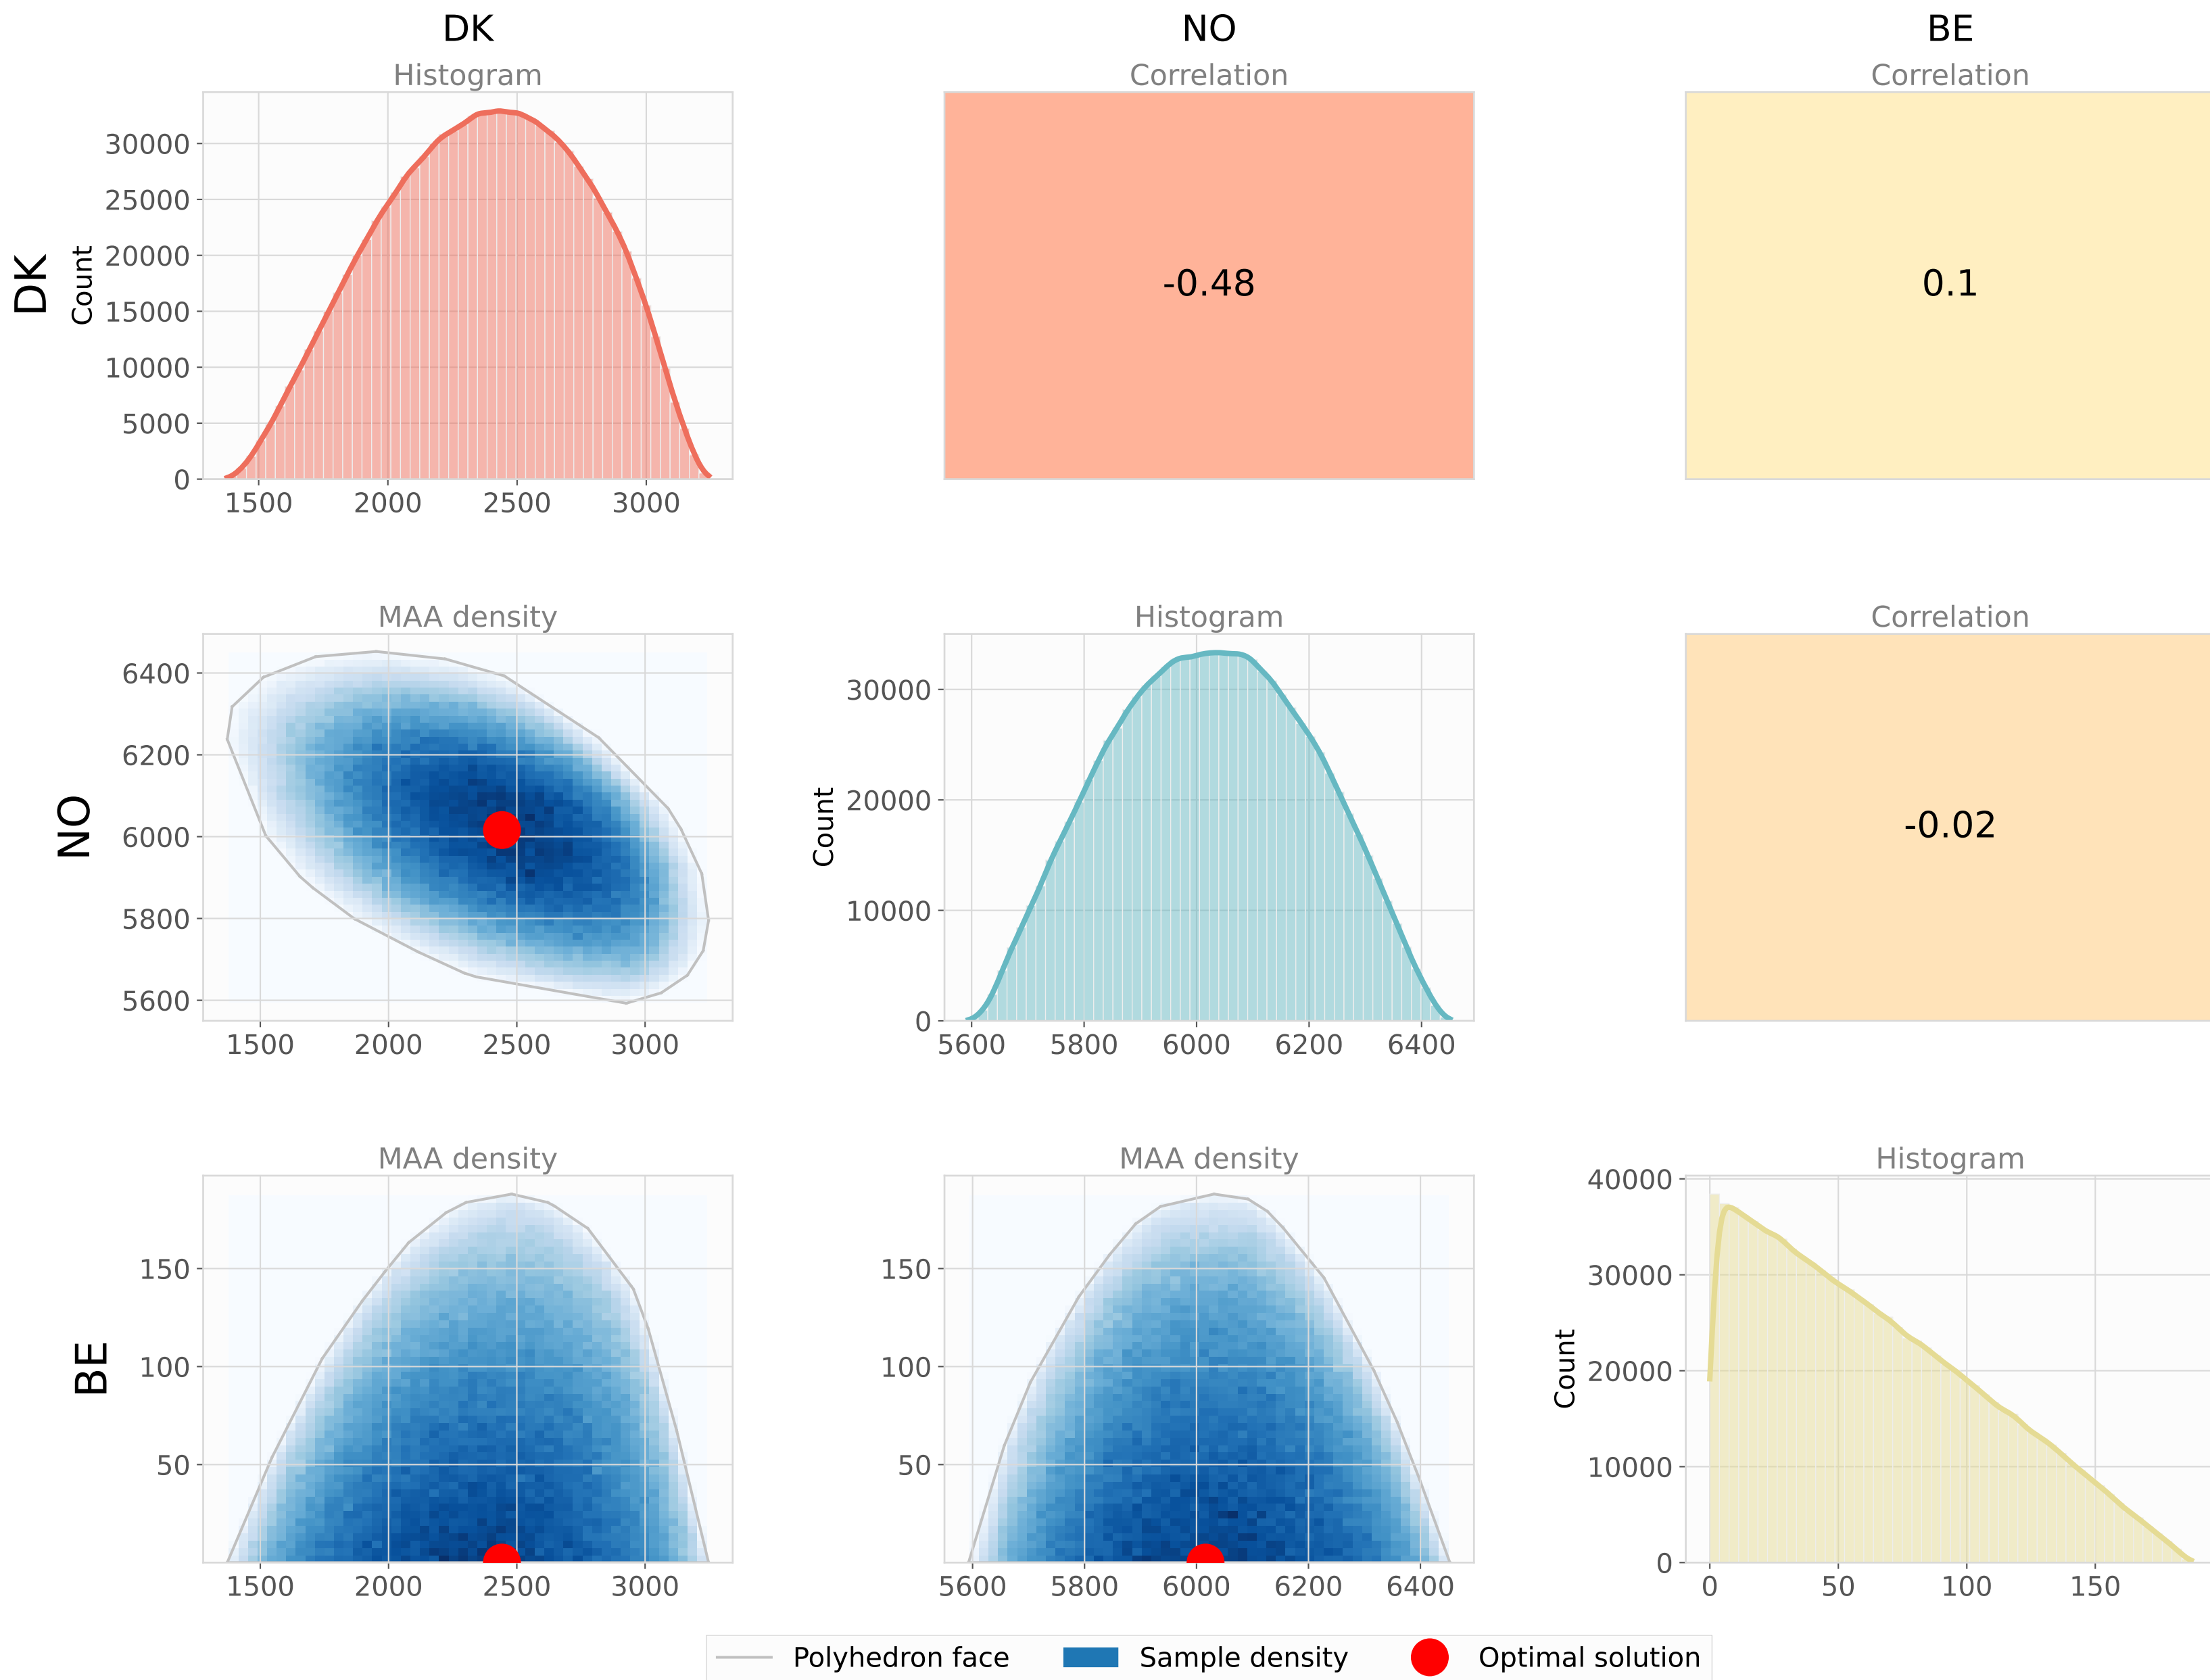 DK
NO
BE
Histogram
Correlation
Correlation
DK
Count
30000
25000
20000
15000
10000
5000
0
1500 2000 2500 3000
-0.48
0.1
MAA density
Histogram
Correlation
NO
6400
6200
6000
5800
5600
1500 2000 2500 3000
Count
30000
20000
10000
0
5600 5800 6000 6200 6400
-0.02
MAA density
MAA density
Histogram
BE
150
100
50
1500 2000 2500 3000
150
100
50
5600 5800 6000 6200 6400
Count
40000
30000
20000
10000
0
0 50 100 150
Polyhedron face Sample density Optimal solution